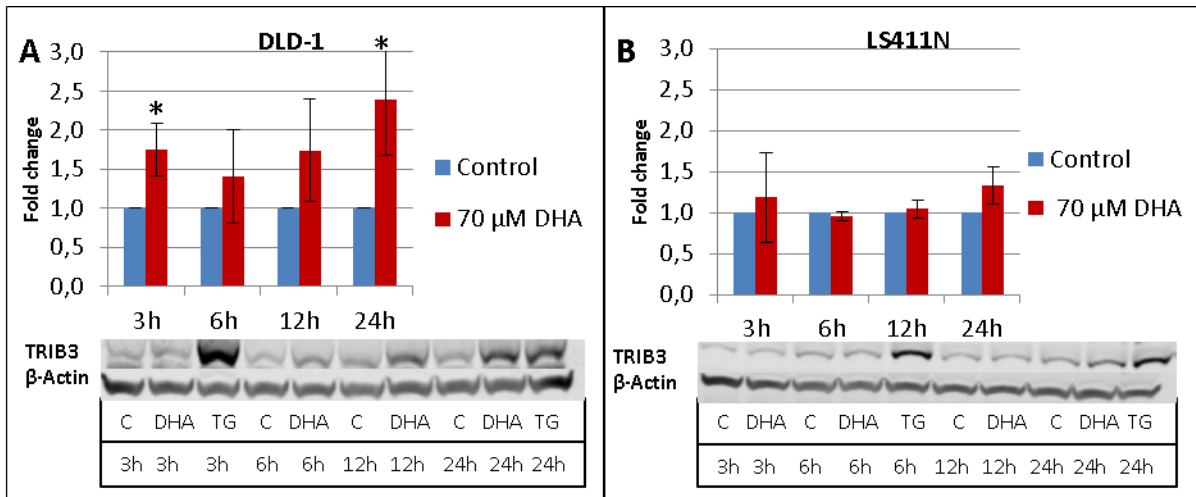 A
DLD-1
Fold change
3,0
2,5
2,0
1,5
1,0
0,5
0,0
*
*
3h 6h 12h 24h
Control
70 µM DHA
TRIB3
β-Actin
C DHA TG C DHA C DHA C DHA TG
3h 3h 3h 6h 6h 12h 12h 24h 24h 24h
B
LS411N
Fold change
3,0
2,5
2,0
1,5
1,0
0,5
0,0
3h 6h 12h 24h
Control
70 µM DHA
TRIB3
β-Actin
C DHA C DHA TG C DHA C DHA TG
3h 3h 6h 6h 6h 12h 12h 24h 24h 24h